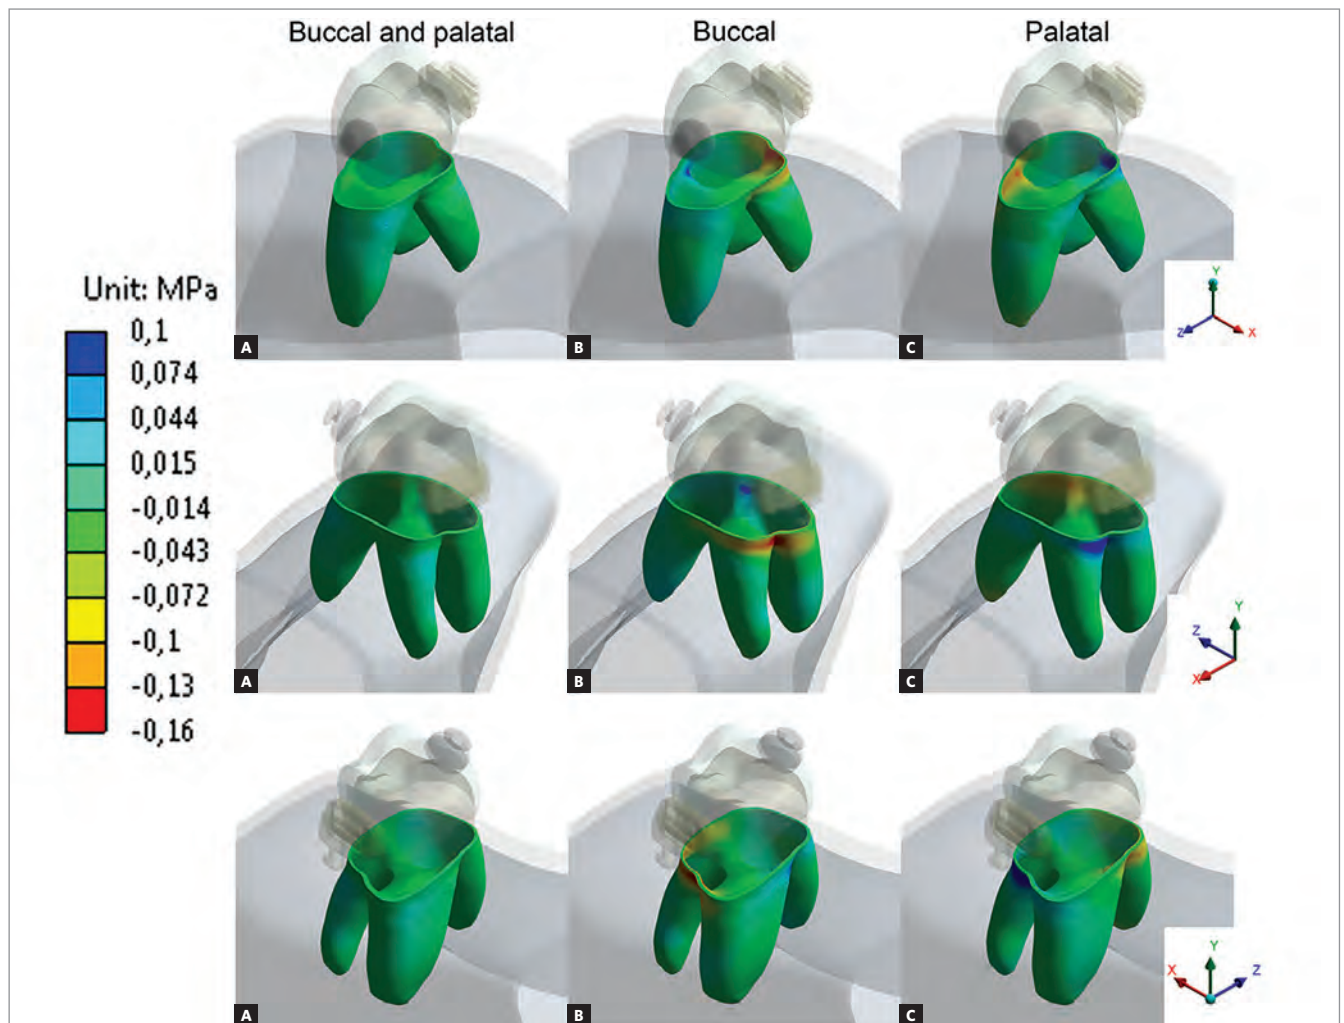 Buccal and palatal
Buccal
Palatal
Unit: MPa
0,1
0,074
0,044
0,015
-0,014
-0,043
-0,072
-0,1
-0,13
-0,16
A
B
C
Y
Z
X
A
B
C
Y
Z
X
A
B
C
Y
X
Z